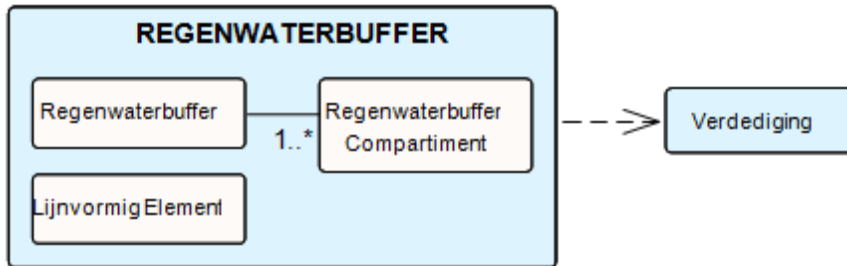 REGENWATERBUFFER
Regenwaterbuffer
1..*
Regenwaterbuffer
Compartiment
Verdediging
LijnvormigElement